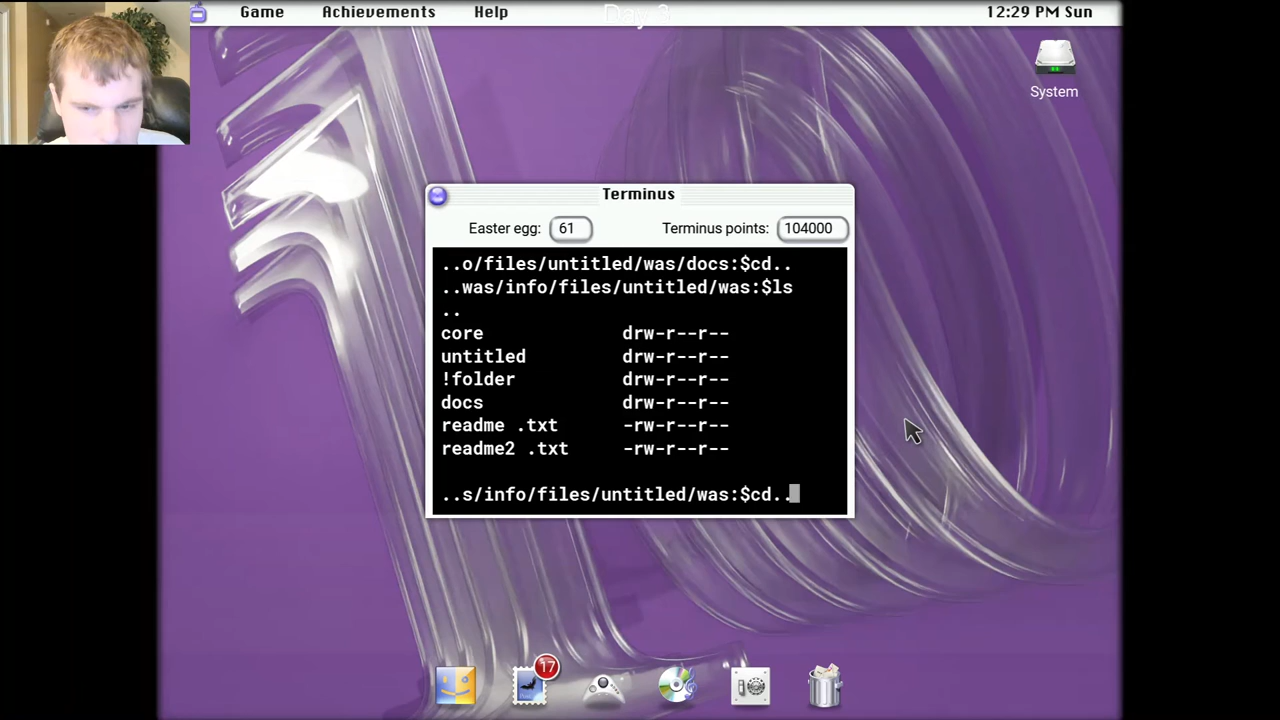 Game Achievements Help Day 2 12:29 PM Sun
System
Terminus
Easter egg: 61 Terminus points: 104000
..o/files/untitled/was/docs:$cd..
..was/info/files/untitled/was:$ls
..
core drw-r--r--
untitled drw-r--r--
!folder drw-r--r--
docs drw-r--r--
readme .txt -rw-r--r--
readme2 .txt -rw-r--r--
..s/info/files/untitled/was:$cd..
17